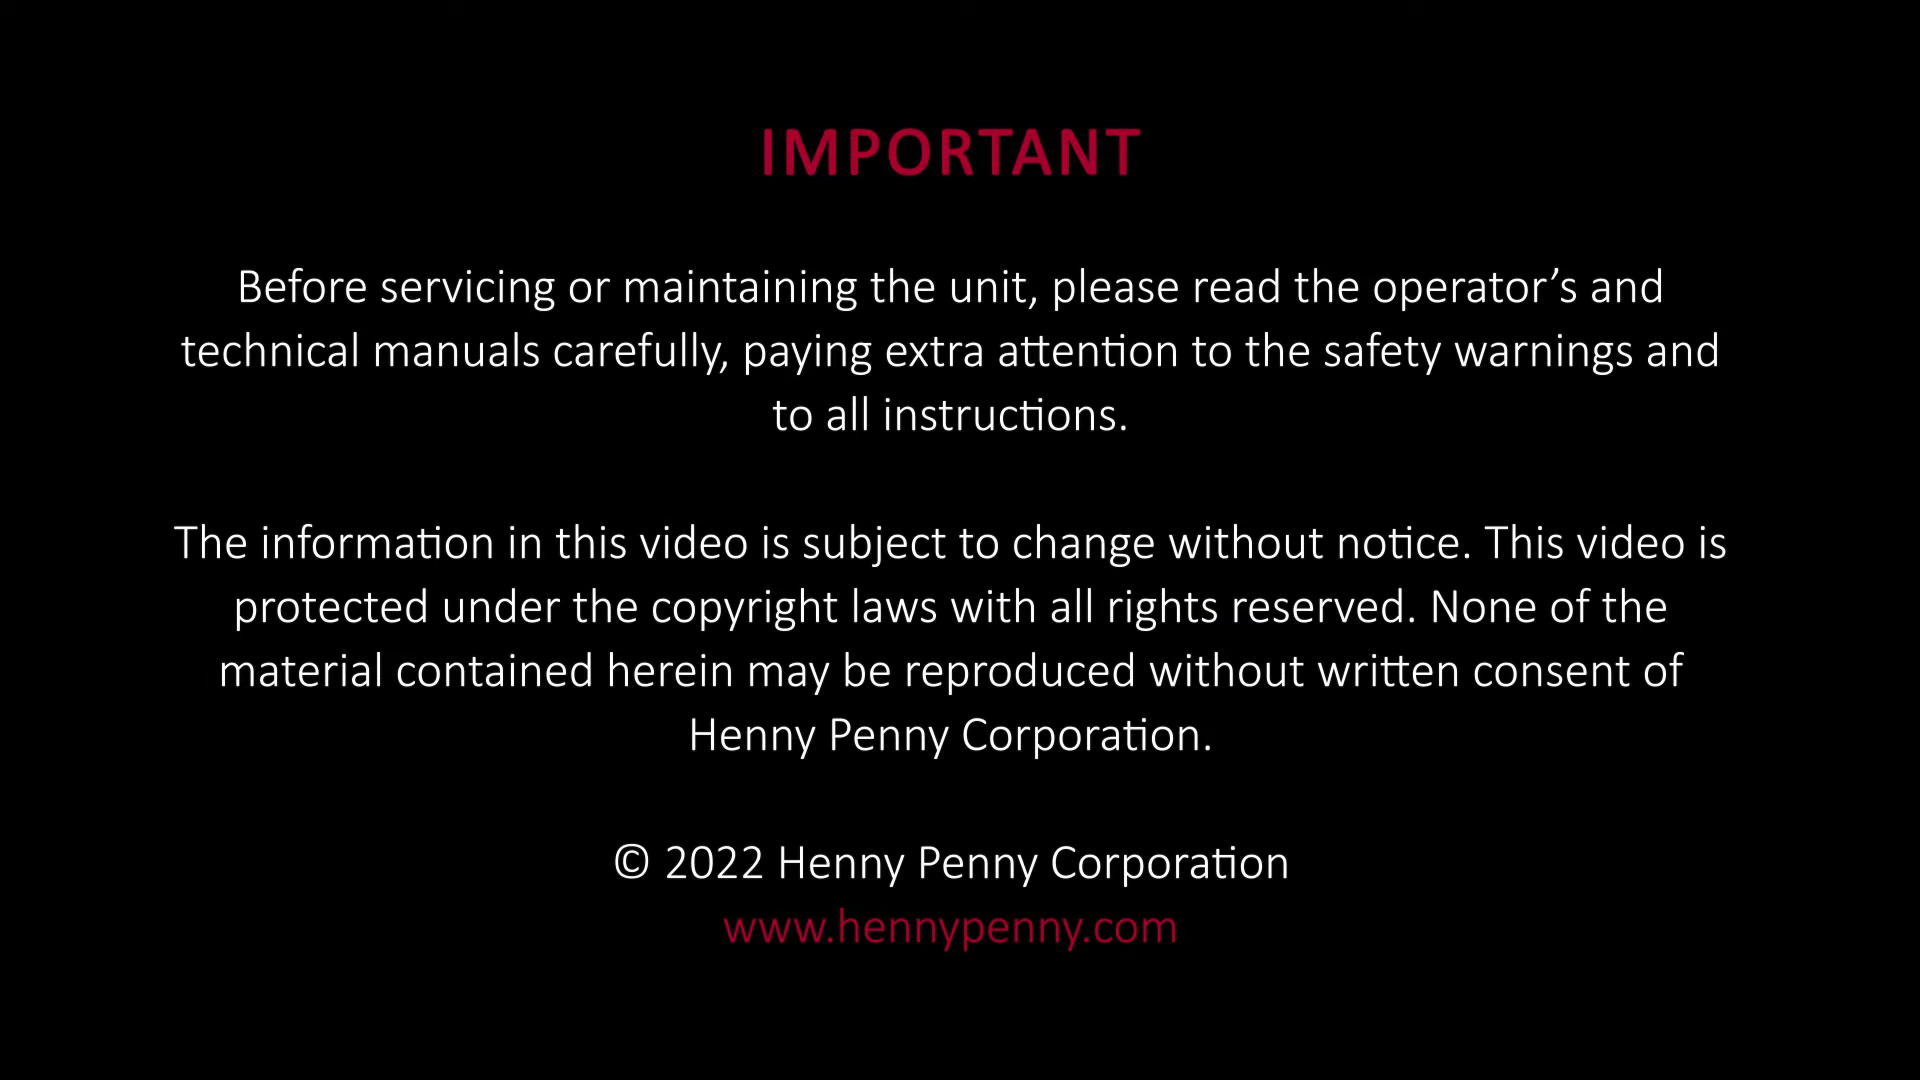 IMPORTANT
Before servicing or maintaining the unit, please read the operator’s and
technical manuals carefully, paying extra attention to the safety warnings and
to all instructions.
The information in this video is subject to change without notice. This video is
protected under the copyright laws with all rights reserved. None of the
material contained herein may be reproduced without written consent of
Henny Penny Corporation.
© 2022 Henny Penny Corporation
www.hennypenny.com